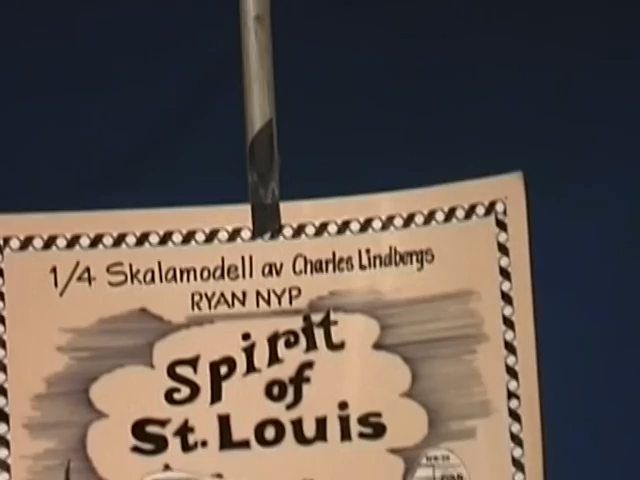 1/4 Skalamodell av Charles Lindbergs
RYAN NYP
Spirit
of
St. Louis